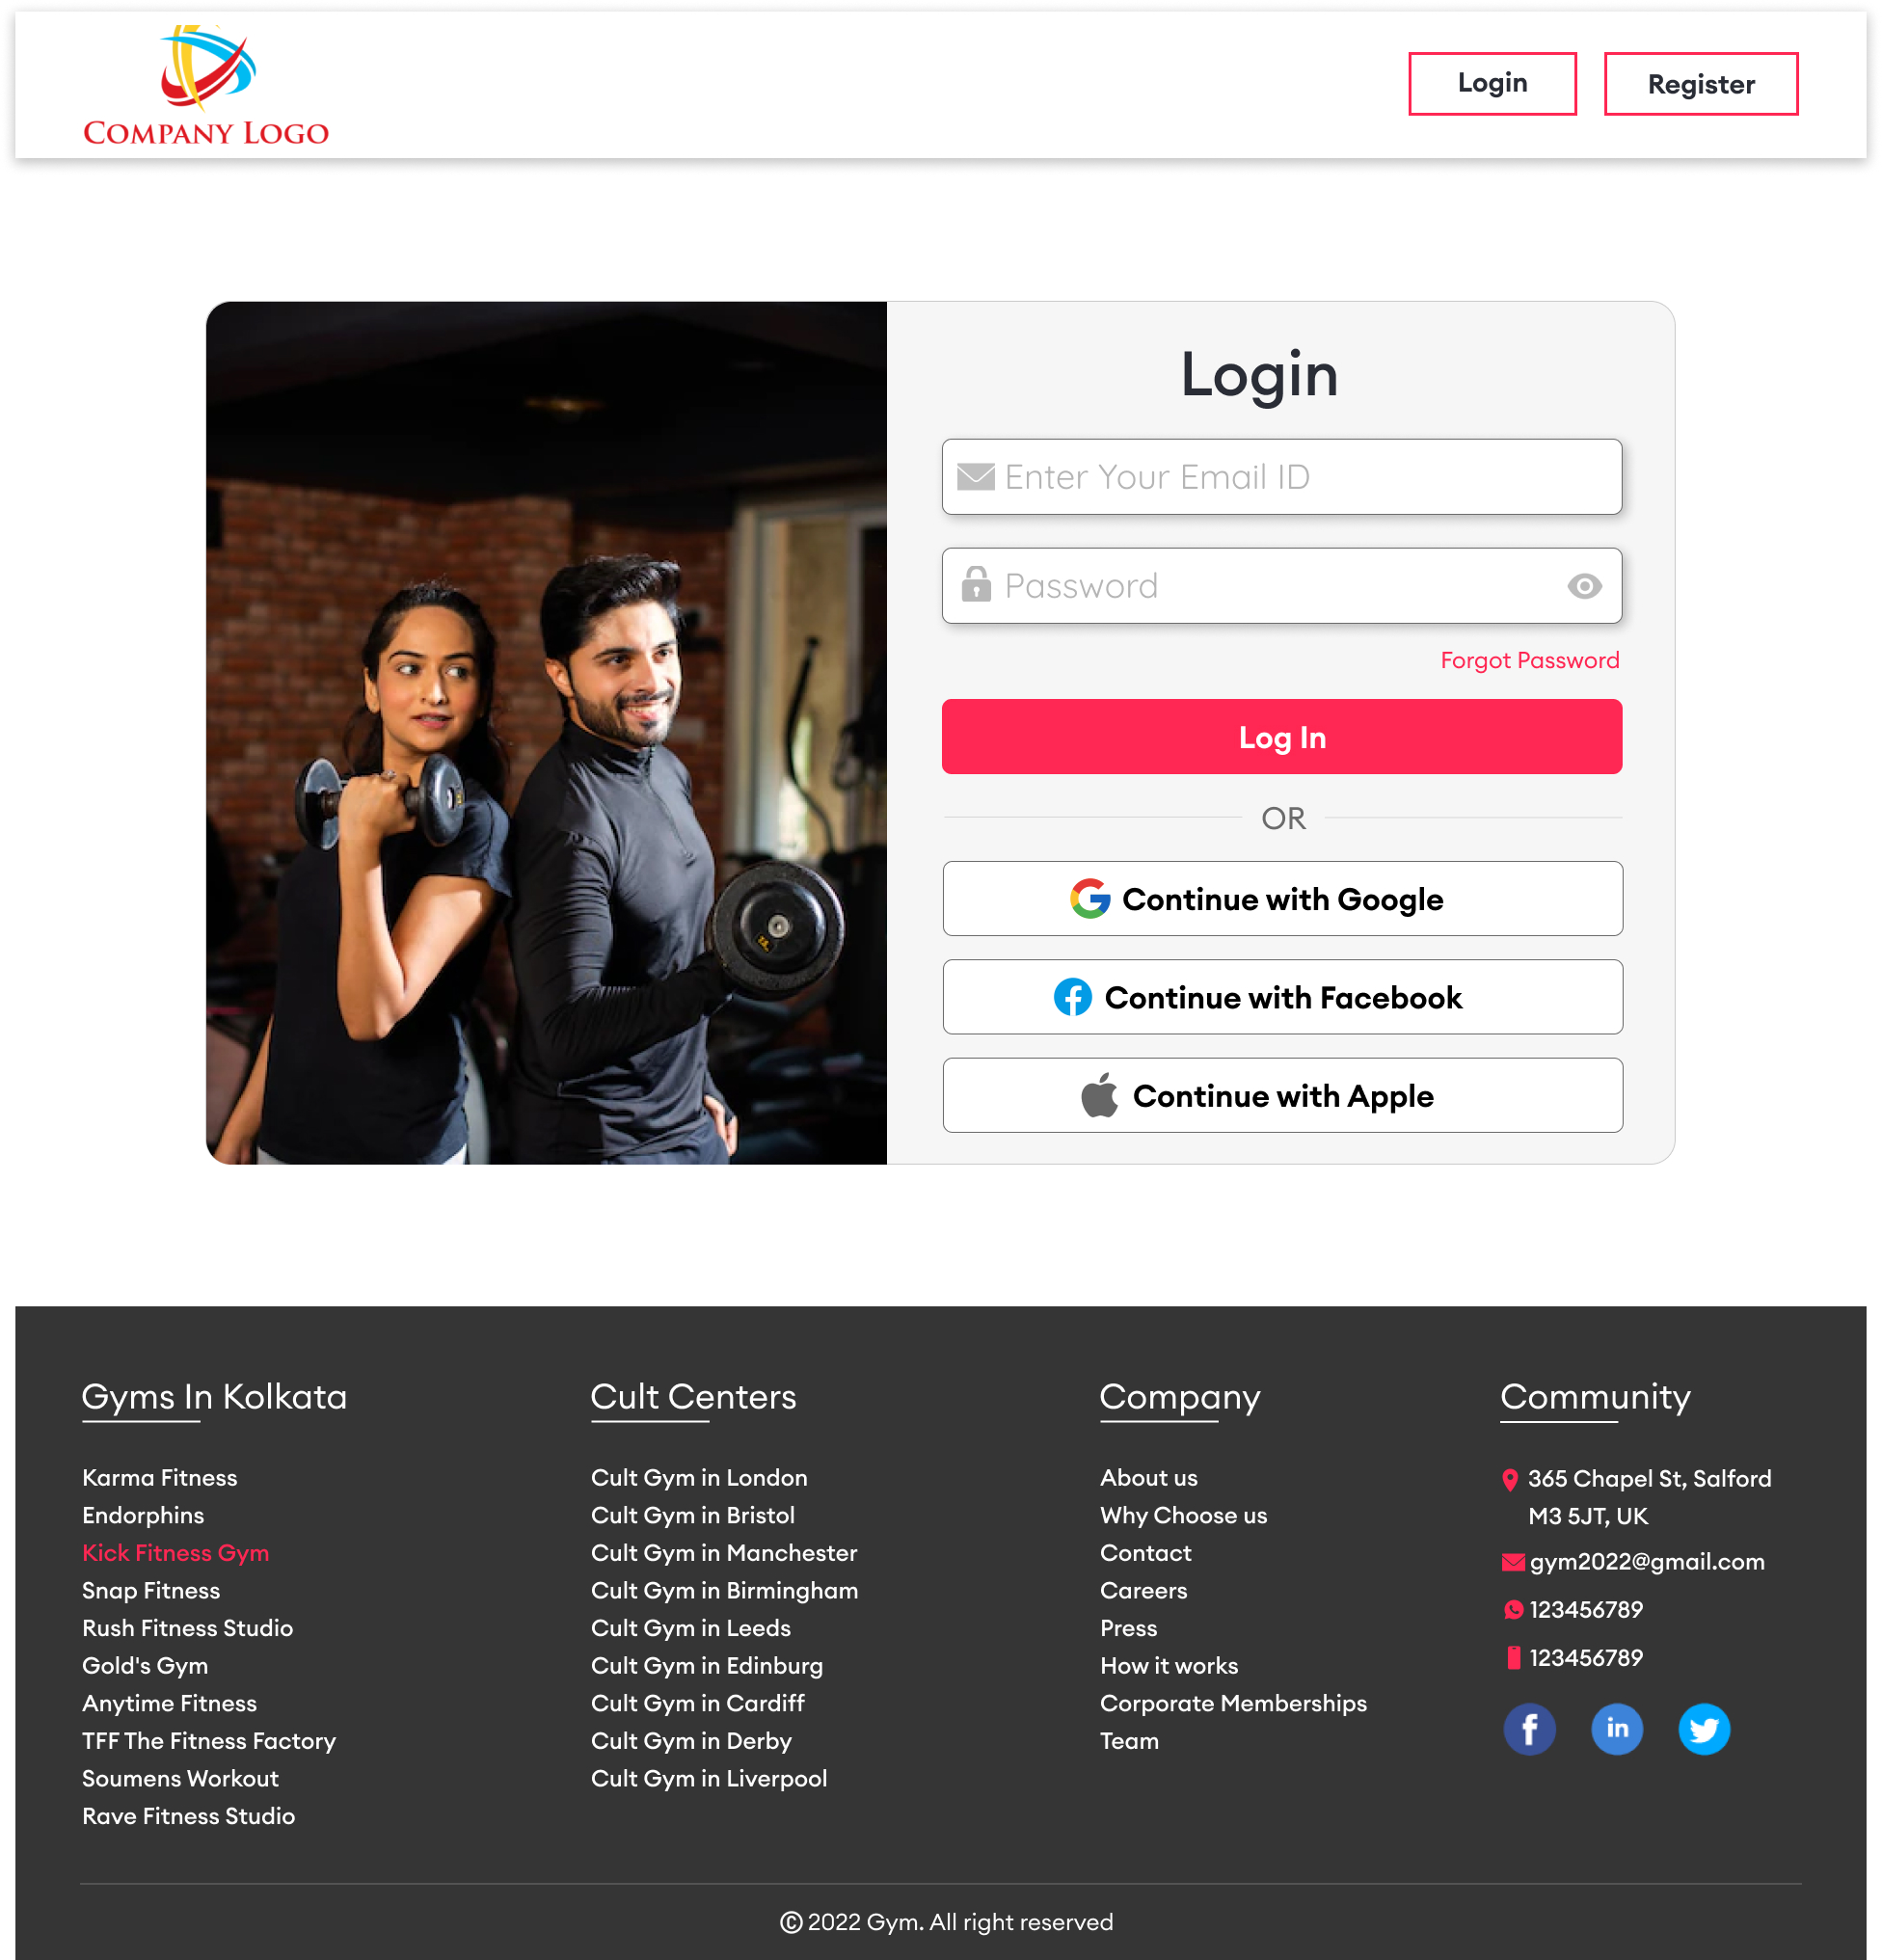 COMPANY LOGO
Login
Register
Login
Enter Your Email ID
Password
Forgot Password
Log In
OR
Continue with Google
Continue with Facebook
Continue with Apple
Gyms In Kolkata
Karma Fitness
Endorphins
Kick Fitness Gym
Snap Fitness
Rush Fitness Studio
Gold's Gym
Anytime Fitness
TFF The Fitness Factory
Soumens Workout
Rave Fitness Studio
Cult Centers
Cult Gym in London
Cult Gym in Bristol
Cult Gym in Manchester
Cult Gym in Birmingham
Cult Gym in Leeds
Cult Gym in Edinburg
Cult Gym in Cardiff
Cult Gym in Derby
Cult Gym in Liverpool
Company
About us
Why Choose us
Contact
Careers
Press
How it works
Corporate Memberships
Team
Community
365 Chapel St, Salford
M3 5JT, UK
gym2022@gmail.com
123456789
123456789
© 2022 Gym. All right reserved